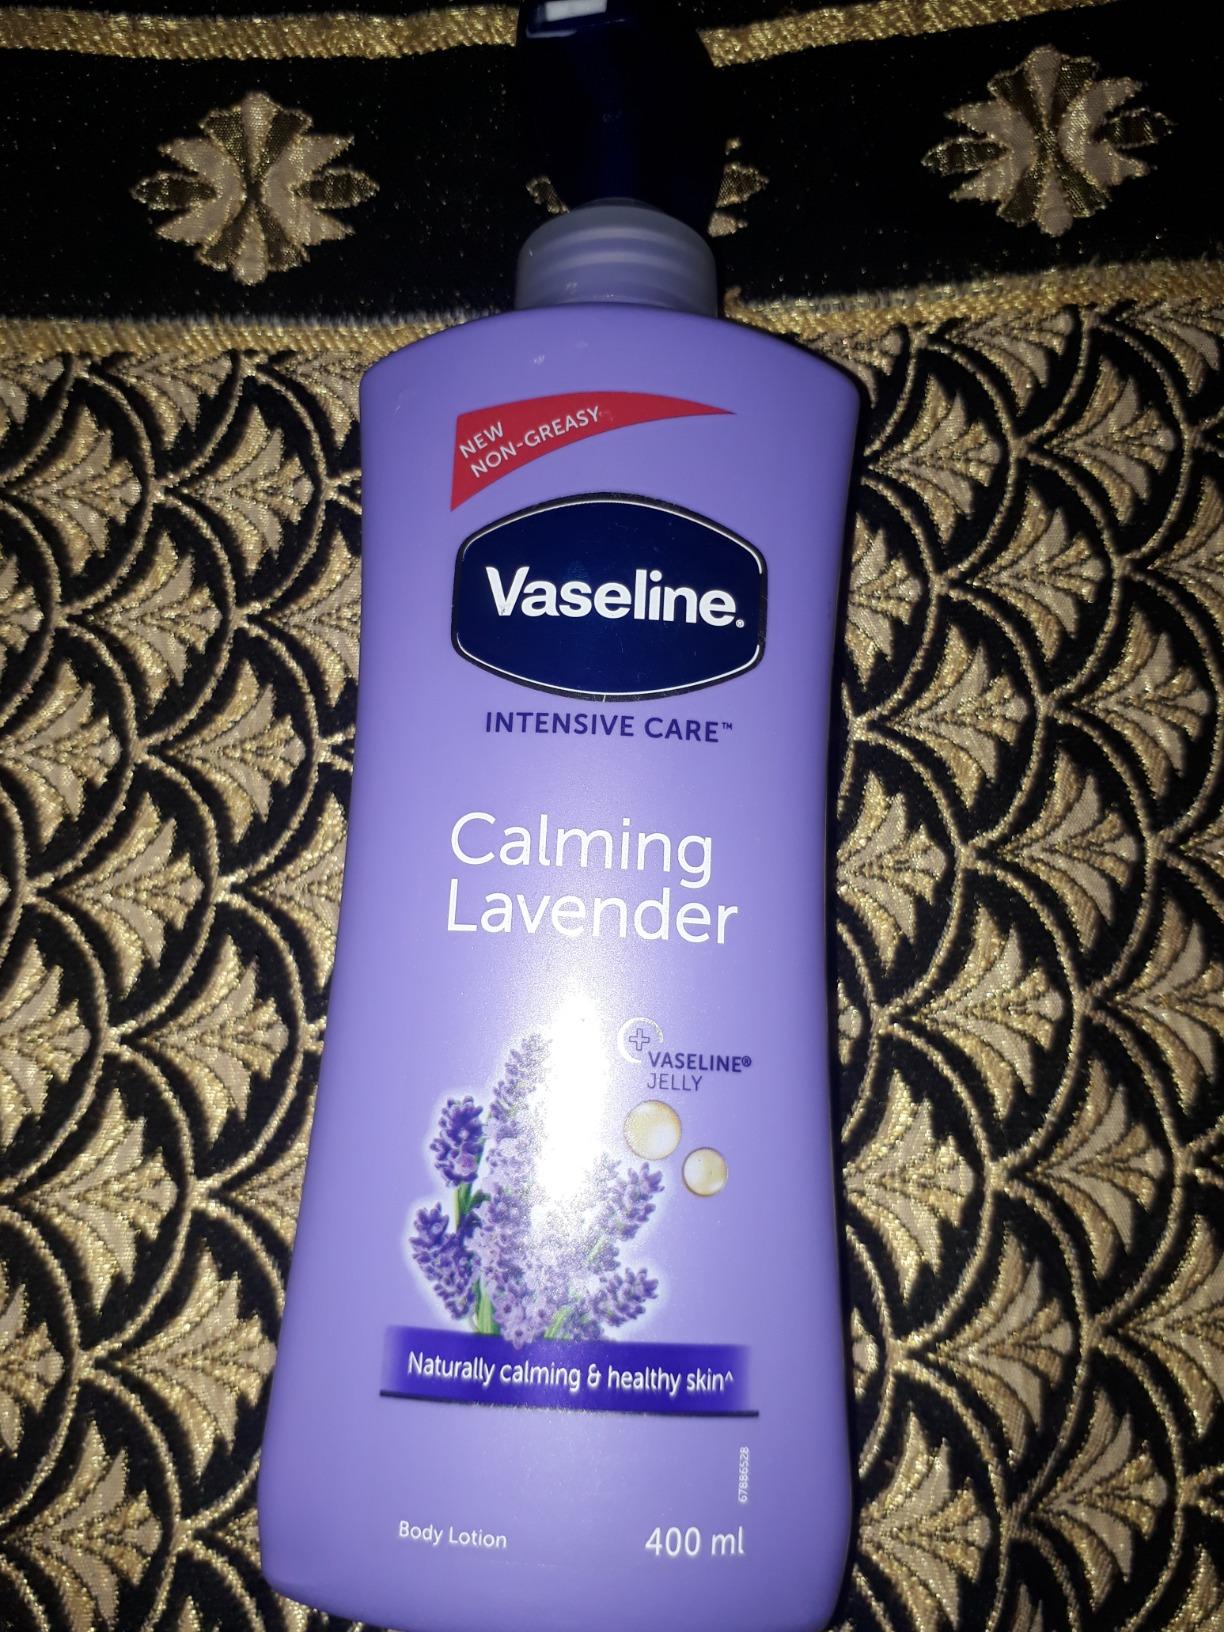 NEW
NON-GREASY
Vaseline®
INTENSIVE CARE™
Calming
Lavender
VASELINE®
JELLY
Naturally calming & healthy skin^
67886528
Body Lotion
400 ml